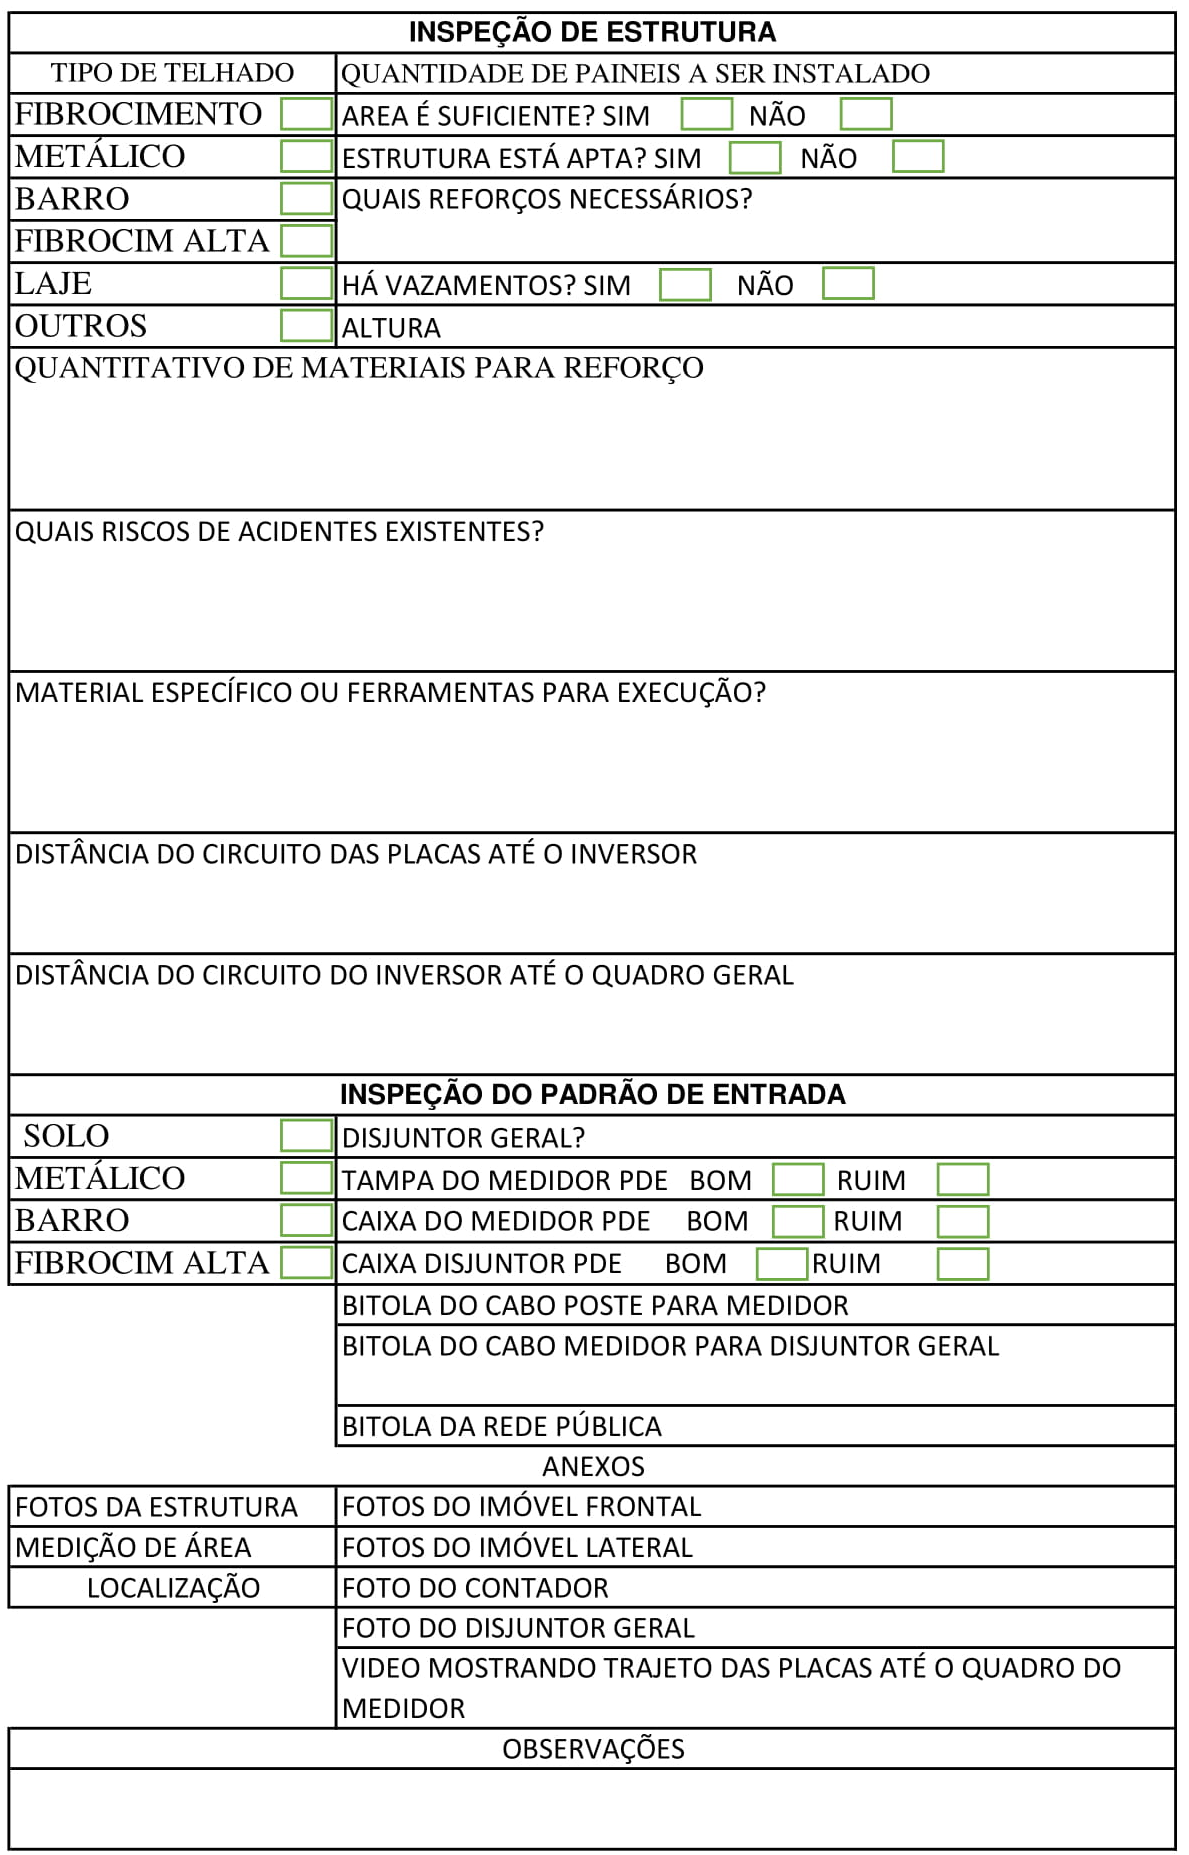 INSPEÇÃO DE ESTRUTURA
TIPO DE TELHADO QUANTIDADE DE PAINEIS A SER INSTALADO
FIBROCIMENTO AREA É SUFICIENTE? SIM NÃO
METÁLICO ESTRUTURA ESTÁ APTA? SIM NÃO
BARRO QUAIS REFORÇOS NECESSÁRIOS?
FIBROCIM ALTA
LAJE HÁ VAZAMENTOS? SIM NÃO
OUTROS ALTURA
QUANTITATIVO DE MATERIAIS PARA REFORÇO
QUAIS RISCOS DE ACIDENTES EXISTENTES?
MATERIAL ESPECÍFICO OU FERRAMENTAS PARA EXECUÇÃO?
DISTÂNCIA DO CIRCUITO DAS PLACAS ATÉ O INVERSOR
DISTÂNCIA DO CIRCUITO DO INVERSOR ATÉ O QUADRO GERAL
INSPEÇÃO DO PADRÃO DE ENTRADA
SOLO DISJUNTOR GERAL?
METÁLICO TAMPA DO MEDIDOR PDE BOM RUIM
BARRO CAIXA DO MEDIDOR PDE BOM RUIM
FIBROCIM ALTA CAIXA DISJUNTOR PDE BOM RUIM
BITOLA DO CABO POSTE PARA MEDIDOR
BITOLA DO CABO MEDIDOR PARA DISJUNTOR GERAL
BITOLA DA REDE PÚBLICA
ANEXOS
FOTOS DA ESTRUTURA FOTOS DO IMÓVEL FRONTAL
MEDIÇÃO DE ÁREA FOTOS DO IMÓVEL LATERAL
LOCALIZAÇÃO FOTO DO CONTADOR
FOTO DO DISJUNTOR GERAL
VIDEO MOSTRANDO TRAJETO DAS PLACAS ATÉ O QUADRO DO
MEDIDOR
OBSERVAÇÕES